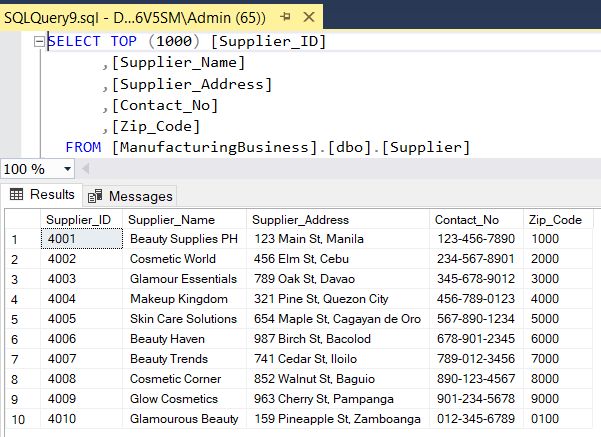 SQLQuery9.sql - D...6V5SM\Admin (65))
SELECT TOP (1000) [Supplier_ID]
,[Supplier_Name]
,[Supplier_Address]
,[Contact_No]
,[Zip_Code]
FROM [ManufacturingBusiness].[dbo].[Supplier]
100 %
Results Messages
Supplier_ID Supplier_Name Supplier_Address Contact_No Zip_Code
1 4001 Beauty Supplies PH 123 Main St, Manila 123-456-7890 1000
2 4002 Cosmetic World 456 Elm St, Cebu 234-567-8901 2000
3 4003 Glamour Essentials 789 Oak St, Davao 345-678-9012 3000
4 4004 Makeup Kingdom 321 Pine St, Quezon City 456-789-0123 4000
5 4005 Skin Care Solutions 654 Maple St, Cagayan de Oro 567-890-1234 5000
6 4006 Beauty Haven 987 Birch St, Bacolod 678-901-2345 6000
7 4007 Beauty Trends 741 Cedar St, Iloilo 789-012-3456 7000
8 4008 Cosmetic Corner 852 Walnut St, Baguio 890-123-4567 8000
9 4009 Glow Cosmetics 963 Cherry St, Pampanga 901-234-5678 9000
10 4010 Glamourous Beauty 159 Pineapple St, Zamboanga 012-345-6789 0100